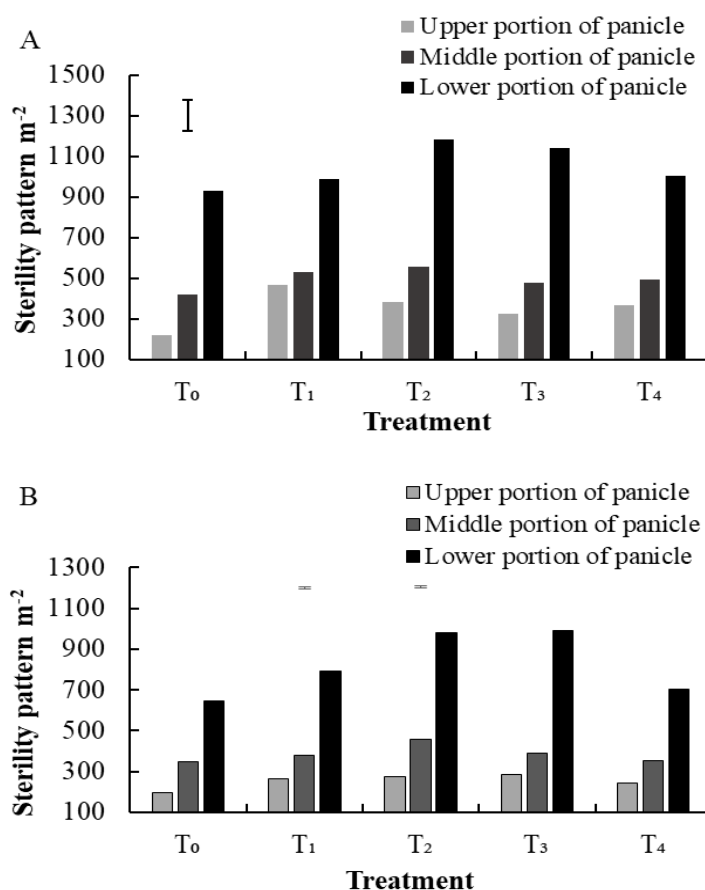 A
Upper portion of panicle
Middle portion of panicle
Lower portion of panicle
Sterility pattern m⁻²
1500
1300
1100
900
700
500
300
100
T₀ T₁ T₂ T₃ T₄
Treatment
B
Upper portion of panicle
Middle portion of panicle
Lower portion of panicle
Sterility pattern m⁻²
1300
1100
900
700
500
300
100
T₀ T₁ T₂ T₃ T₄
Treatment